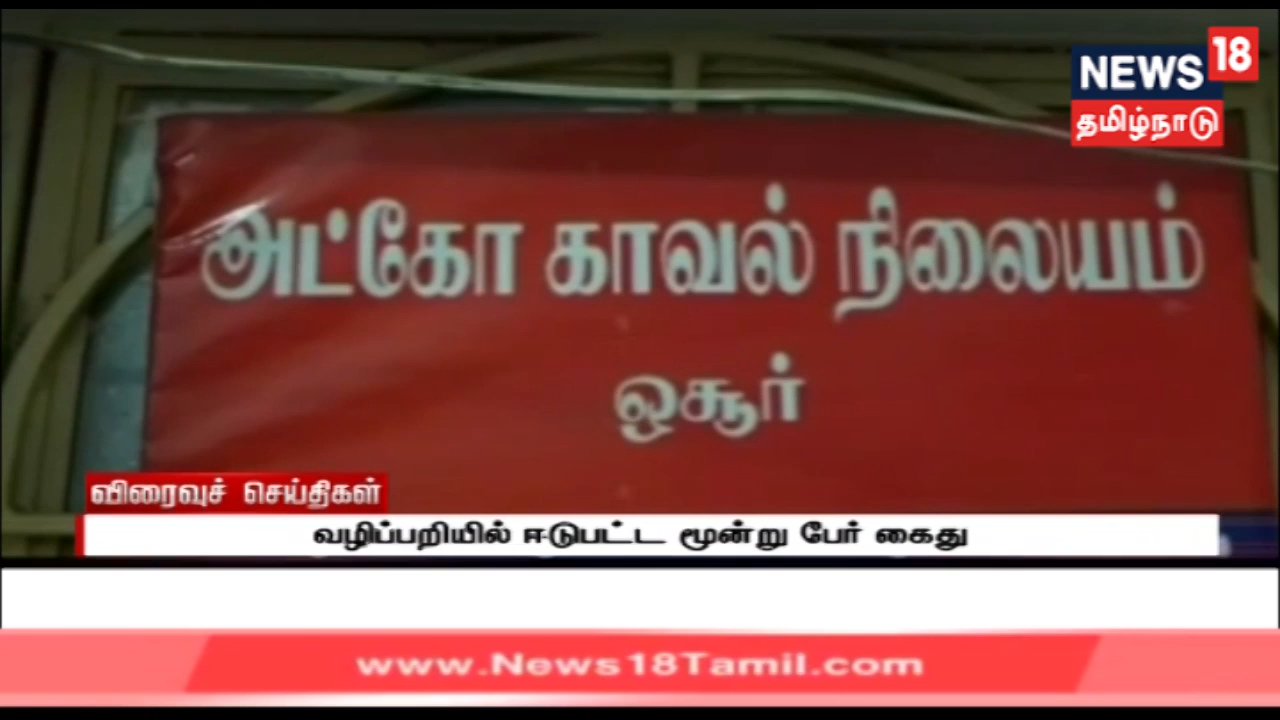 NEWS 18
தமிழ்நாடு
அட்கோ காவல் நிலையம்
ஓசூர்
விரைவுச் செய்திகள்
வழிப்பறியில் ஈடுபட்ட மூன்று பேர் கைது
www.News18Tamil.com